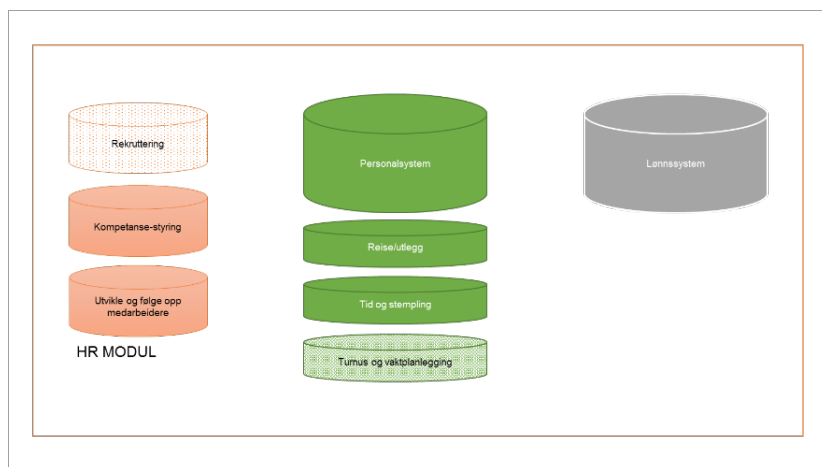 Rekruttering
Kompetanse-styring
Utvikle og følge opp
medarbeidere
HR MODUL
Personalsystem
Reise/utlegg
Tid og stempling
Turnus og vaktplanlegging
Lønnssystem